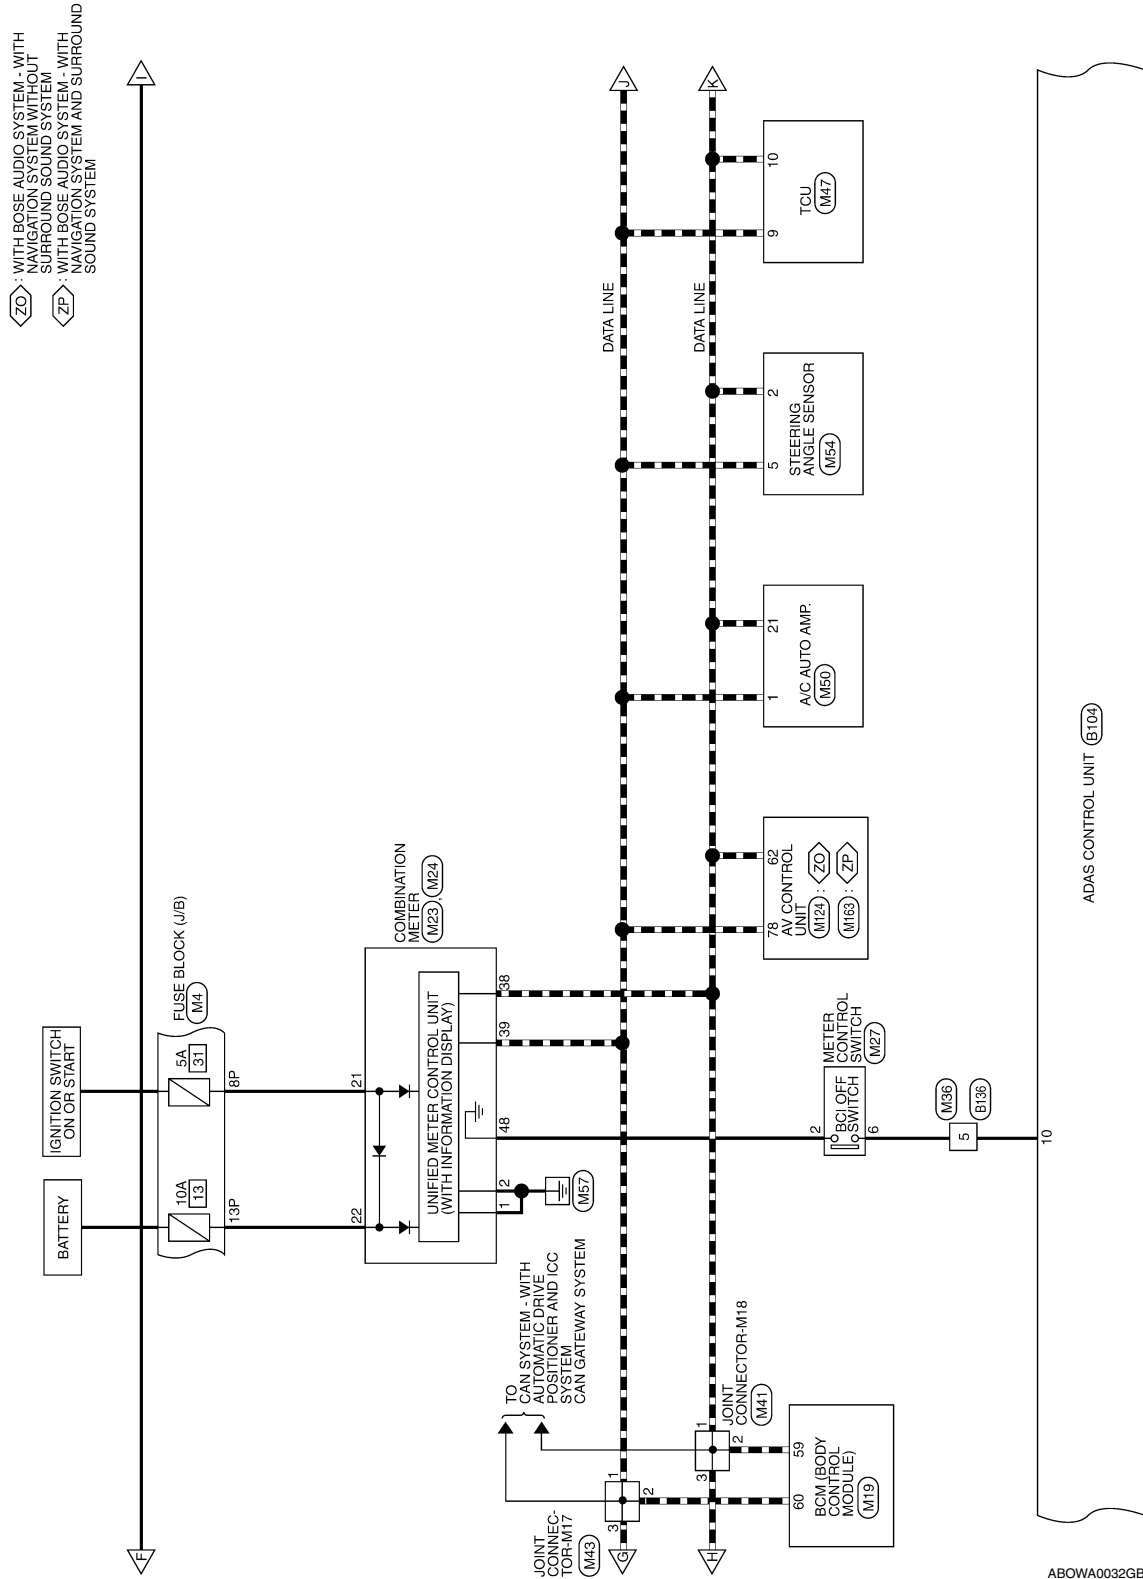 ZO : WITH BOSE AUDIO SYSTEM - WITH
NAVIGATION SYSTEM WITHOUT
SURROUND SOUND SYSTEM
ZP : WITH BOSE AUDIO SYSTEM - WITH
NAVIGATION SYSTEM AND SURROUND
SOUND SYSTEM
F
I
BATTERY
IGNITION SWITCH
ON OR START
10A
13
5A
31
FUSE BLOCK (J/B)
M4
13P
8P
22
21
COMBINATION
METER
M23 , M24
UNIFIED METER CONTROL UNIT
(WITH INFORMATION DISPLAY)
1
2
48
39
38
M57
TO
CAN SYSTEM - WITH
AUTOMATIC DRIVE
POSITIONER AND ICC
SYSTEM
CAN GATEWAY SYSTEM
JOINT
CONNEC-
TOR-M17
M43
3
1
2
G
DATA LINE
J
JOINT
CONNECTOR-M18
M41
3
1
2
H
DATA LINE
K
60
59
BCM (BODY
CONTROL
MODULE)
M19
2
BCI OFF
SWITCH
6
METER
CONTROL
SWITCH
M27
5
M36
B136
78
62
AV CONTROL
UNIT
M124 : ZO
M163 : ZP
1
21
A/C AUTO AMP.
M50
5
2
STEERING
ANGLE SENSOR
M54
9
10
TCU
M47
10
ADAS CONTROL UNIT B104
ABOWA0032GB